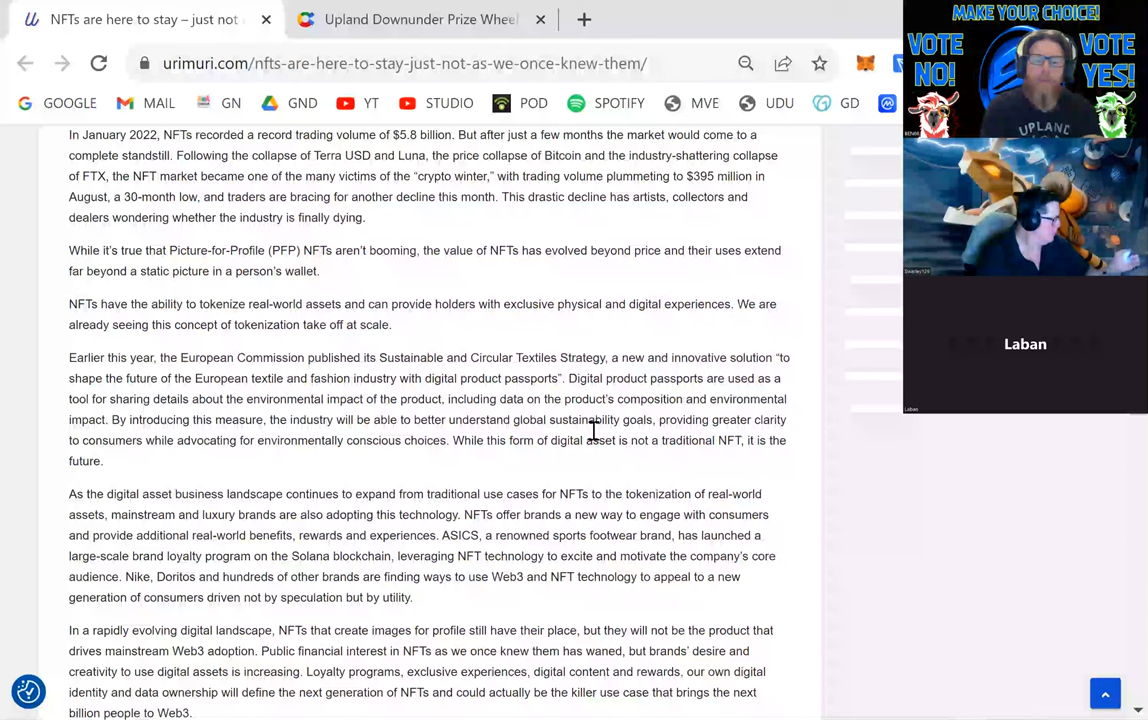 NFTs are here to stay – just not
Upland Downunder Prize Whee
urimuri.com/nfts-are-here-to-stay-just-not-as-we-once-knew-them/
GOOGLE MAIL GN GND YT STUDIO POD SPOTIFY MVE UDU GD
In January 2022, NFTs recorded a record trading volume of $5.8 billion. But after just a few months the market would come to a
complete standstill. Following the collapse of Terra USD and Luna, the price collapse of Bitcoin and the industry-shattering collapse
of FTX, the NFT market became one of the many victims of the “crypto winter,” with trading volume plummeting to $395 million in
August, a 30-month low, and traders are bracing for another decline this month. This drastic decline has artists, collectors and
dealers wondering whether the industry is finally dying.
While it’s true that Picture-for-Profile (PFP) NFTs aren’t booming, the value of NFTs has evolved beyond price and their uses extend
far beyond a static picture in a person’s wallet.
NFTs have the ability to tokenize real-world assets and can provide holders with exclusive physical and digital experiences. We are
already seeing this concept of tokenization take off at scale.
Earlier this year, the European Commission published its Sustainable and Circular Textiles Strategy, a new and innovative solution “to
shape the future of the European textile and fashion industry with digital product passports”. Digital product passports are used as a
tool for sharing details about the environmental impact of the product, including data on the product’s composition and environmental
impact. By introducing this measure, the industry will be able to better understand global sustainability goals, providing greater clarity
to consumers while advocating for environmentally conscious choices. While this form of digital asset is not a traditional NFT, it is the
future.
As the digital asset business landscape continues to expand from traditional use cases for NFTs to the tokenization of real-world
assets, mainstream and luxury brands are also adopting this technology. NFTs offer brands a new way to engage with consumers
and provide additional real-world benefits, rewards and experiences. ASICS, a renowned sports footwear brand, has launched a
large-scale brand loyalty program on the Solana blockchain, leveraging NFT technology to excite and motivate the company’s core
audience. Nike, Doritos and hundreds of other brands are finding ways to use Web3 and NFT technology to appeal to a new
generation of consumers driven not by speculation but by utility.
In a rapidly evolving digital landscape, NFTs that create images for profile still have their place, but they will not be the product that
drives mainstream Web3 adoption. Public financial interest in NFTs as we once knew them has waned, but brands’ desire and
creativity to use digital assets is increasing. Loyalty programs, exclusive experiences, digital content and rewards, our own digital
identity and data ownership will define the next generation of NFTs and could actually be the killer use case that brings the next
billion people to Web3.
MAKE YOUR CHOICE!
VOTE NO!
VOTE YES!
UPLAND
Laban
Laban